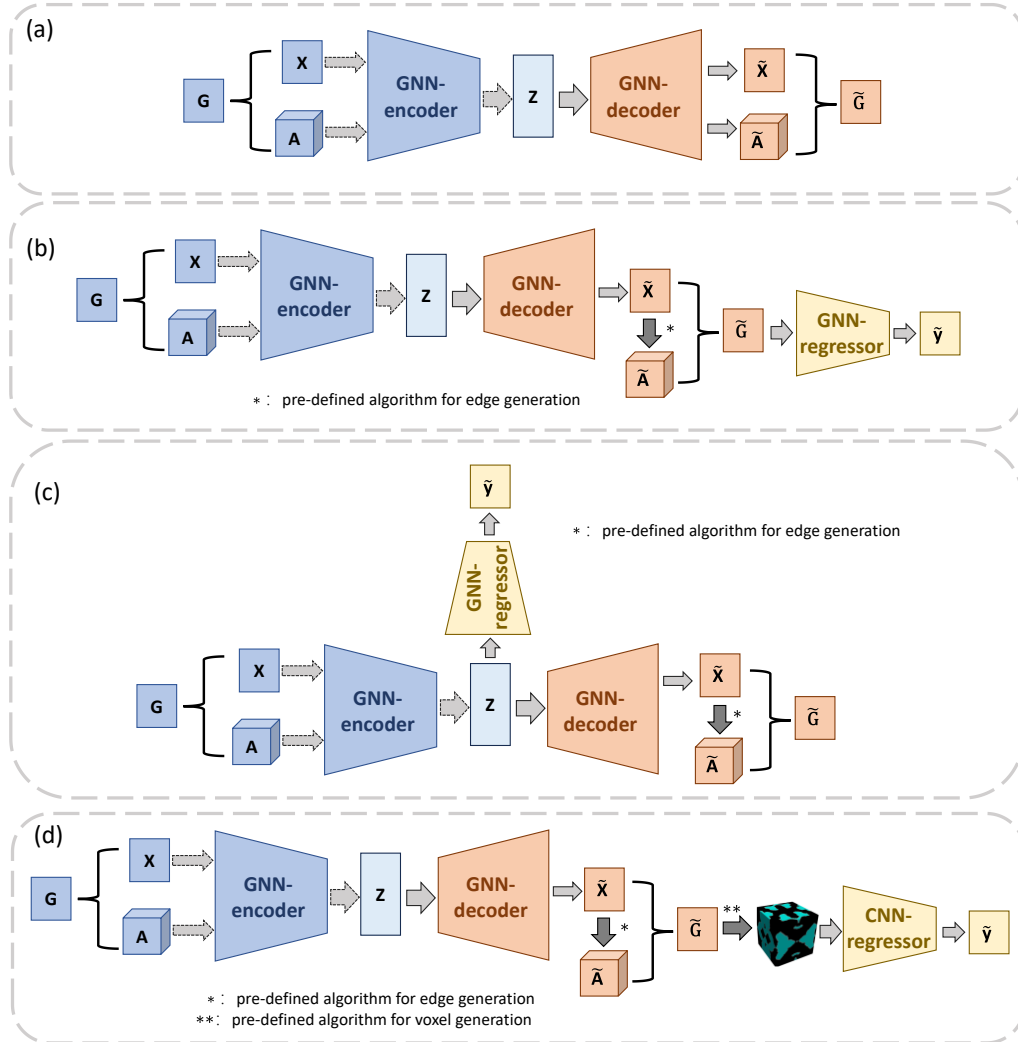 (a)
X
G
A
GNN-
encoder
Z
GNN-
decoder
X̃
Ã
G̃
(b)
X
G
A
GNN-
encoder
Z
GNN-
decoder
X̃
*
Ã
G̃
GNN-
regressor
ỹ
*: pre-defined algorithm for edge generation
(c)
ỹ
*: pre-defined algorithm for edge generation
GNN-
regressor
X
G
A
GNN-
encoder
Z
GNN-
decoder
X̃
*
Ã
G̃
(d)
X
G
A
GNN-
encoder
Z
GNN-
decoder
X̃
*
Ã
G̃
**
CNN-
regressor
ỹ
*: pre-defined algorithm for edge generation
**: pre-defined algorithm for voxel generation